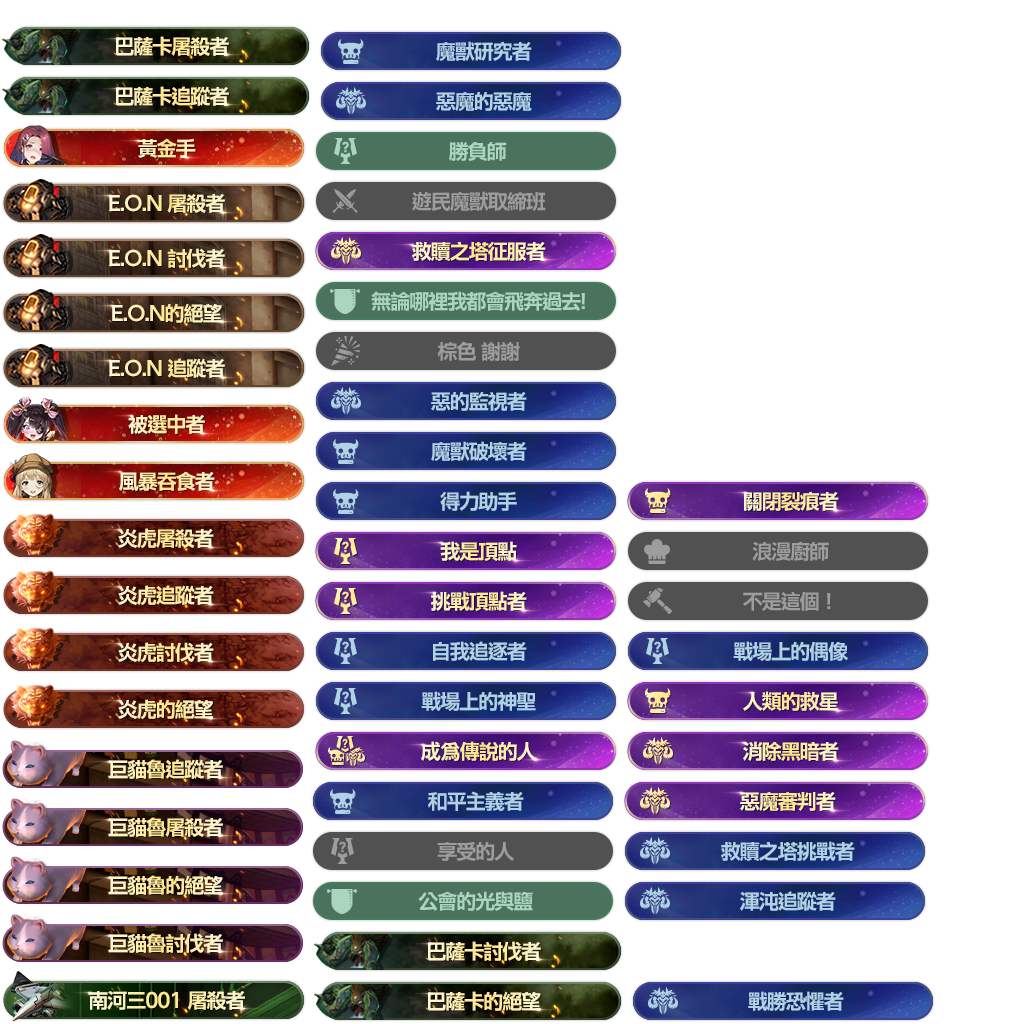 巴薩卡屠殺者
巴薩卡追蹤者
黃金手
E.O.N 屠殺者
E.O.N 討伐者
E.O.N的絕望
E.O.N 追蹤者
被選中者
風暴吞食者
炎虎屠殺者
炎虎追蹤者
炎虎討伐者
炎虎的絕望
巨貓魯追蹤者
巨貓魯屠殺者
巨貓魯的絕望
巨貓魯討伐者
南河三001 屠殺者
魔獸研究者
惡魔的惡魔
勝負師
遊民魔獸取締班
救贖之塔征服者
無論哪裡我都會飛奔過去!
棕色 謝謝
惡的監視者
魔獸破壞者
得力助手
我是頂點
挑戰頂點者
自我追逐者
戰場上的神聖
成為傳說的人
和平主義者
享受的人
公會的光與鹽
巴薩卡討伐者
巴薩卡的絕望
關閉裂痕者
浪漫廚師
不是這個！
戰場上的偶像
人類的救星
消除黑暗者
惡魔審判者
救贖之塔挑戰者
渾沌追蹤者
戰勝恐懼者